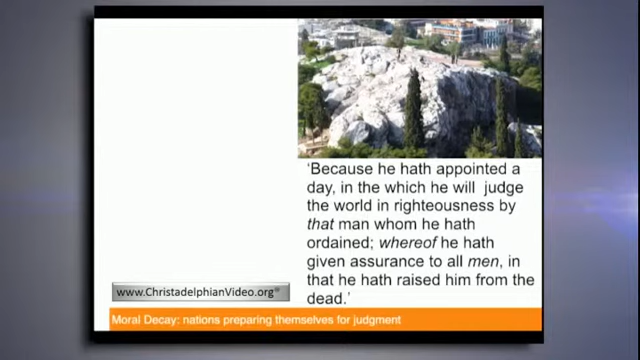 'Because he hath appointed a
day, in the which he will judge
the world in righteousness by
that man whom he hath
ordained; whereof he hath
given assurance to all men, in
that he hath raised him from the
dead.'
www.ChristadelphianVideo.org™
Moral Decay: nations preparing themselves for judgment